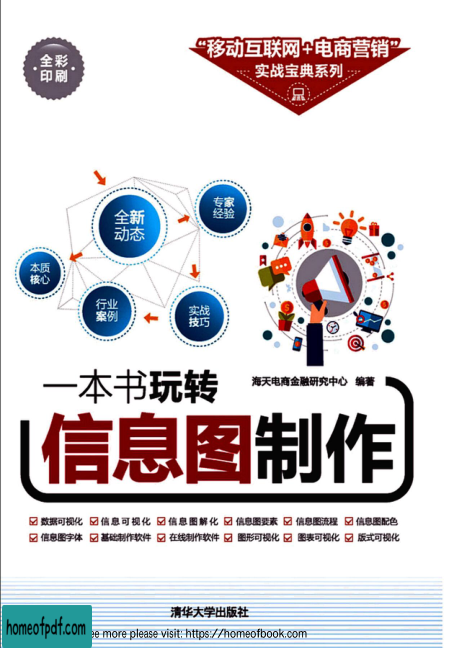 全彩
印刷
“移动互联网+电商营销”
实战宝典系列
全新
动态
专家
经验
本质
核心
行业
案例
实战
技巧
一本书玩转
海天电商金融研究中心 编著
信息图制作
数据可视化 信息可视化 信息图解化 信息图要素 信息图流程 信息图配色
信息图字体 基础制作软件 在线制作软件 图形可视化 图表可视化 版式可视化
清华大学出版社
homeofpdf.com
ee more please visit: https://homeofbook.com